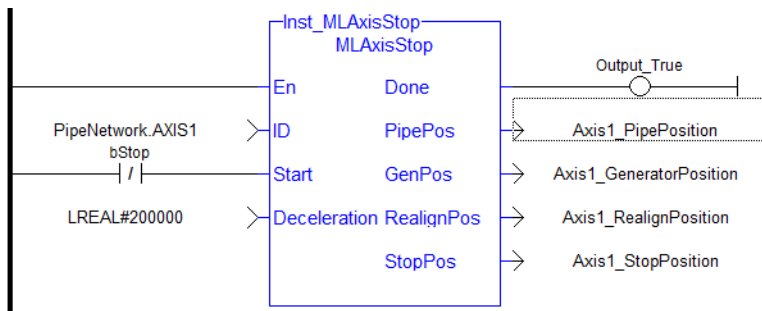 Inst_MLAxisStop
MLAxisStop
Output_True
En Done
PipeNetwork.AXIS1 ID PipePos Axis1_PipePosition
bStop
/ Start GenPos Axis1_GeneratorPosition
LREAL#200000 Deceleration RealignPos Axis1_RealignPosition
StopPos Axis1_StopPosition